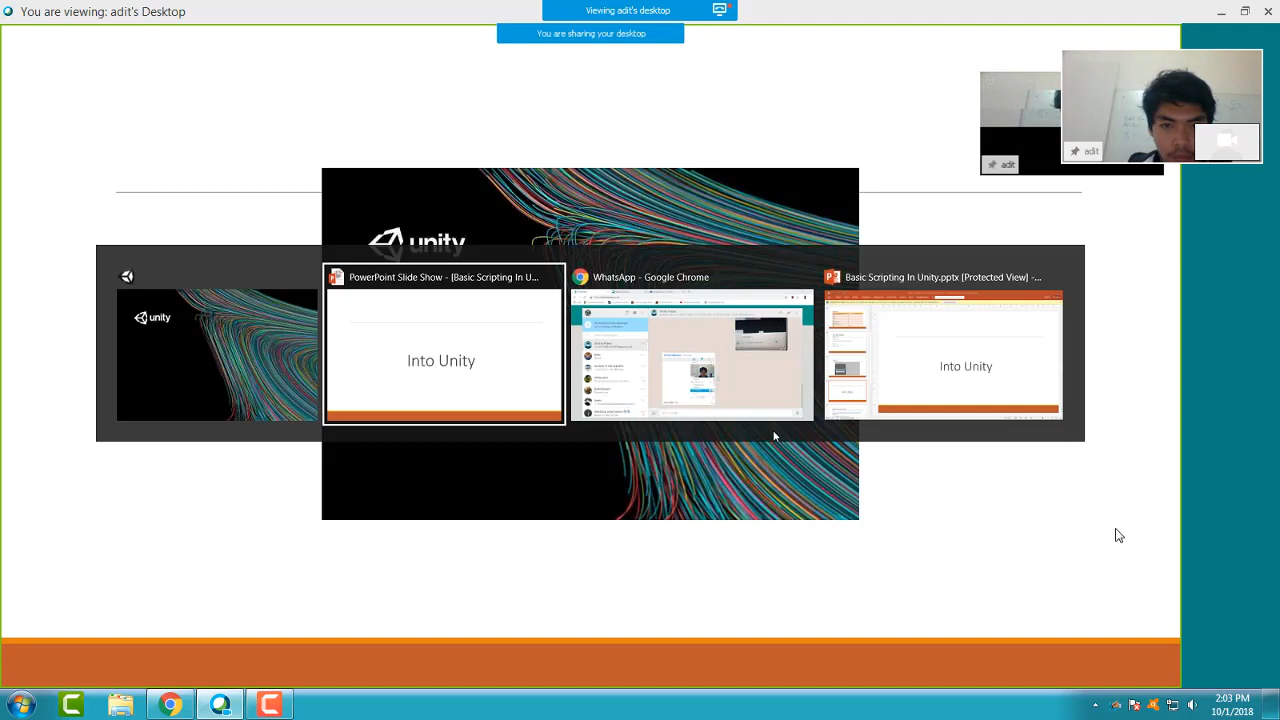 You are viewing: adit's Desktop
Viewing adit's desktop
You are sharing your desktop
adit
adit
unity
PowerPoint Slide Show - [Basic Scripting In U...
WhatsApp - Google Chrome
Basic Scripting In Unity.pptx [Protected View] -...
unity
Into Unity
Into Unity
2:03 PM
10/1/2018